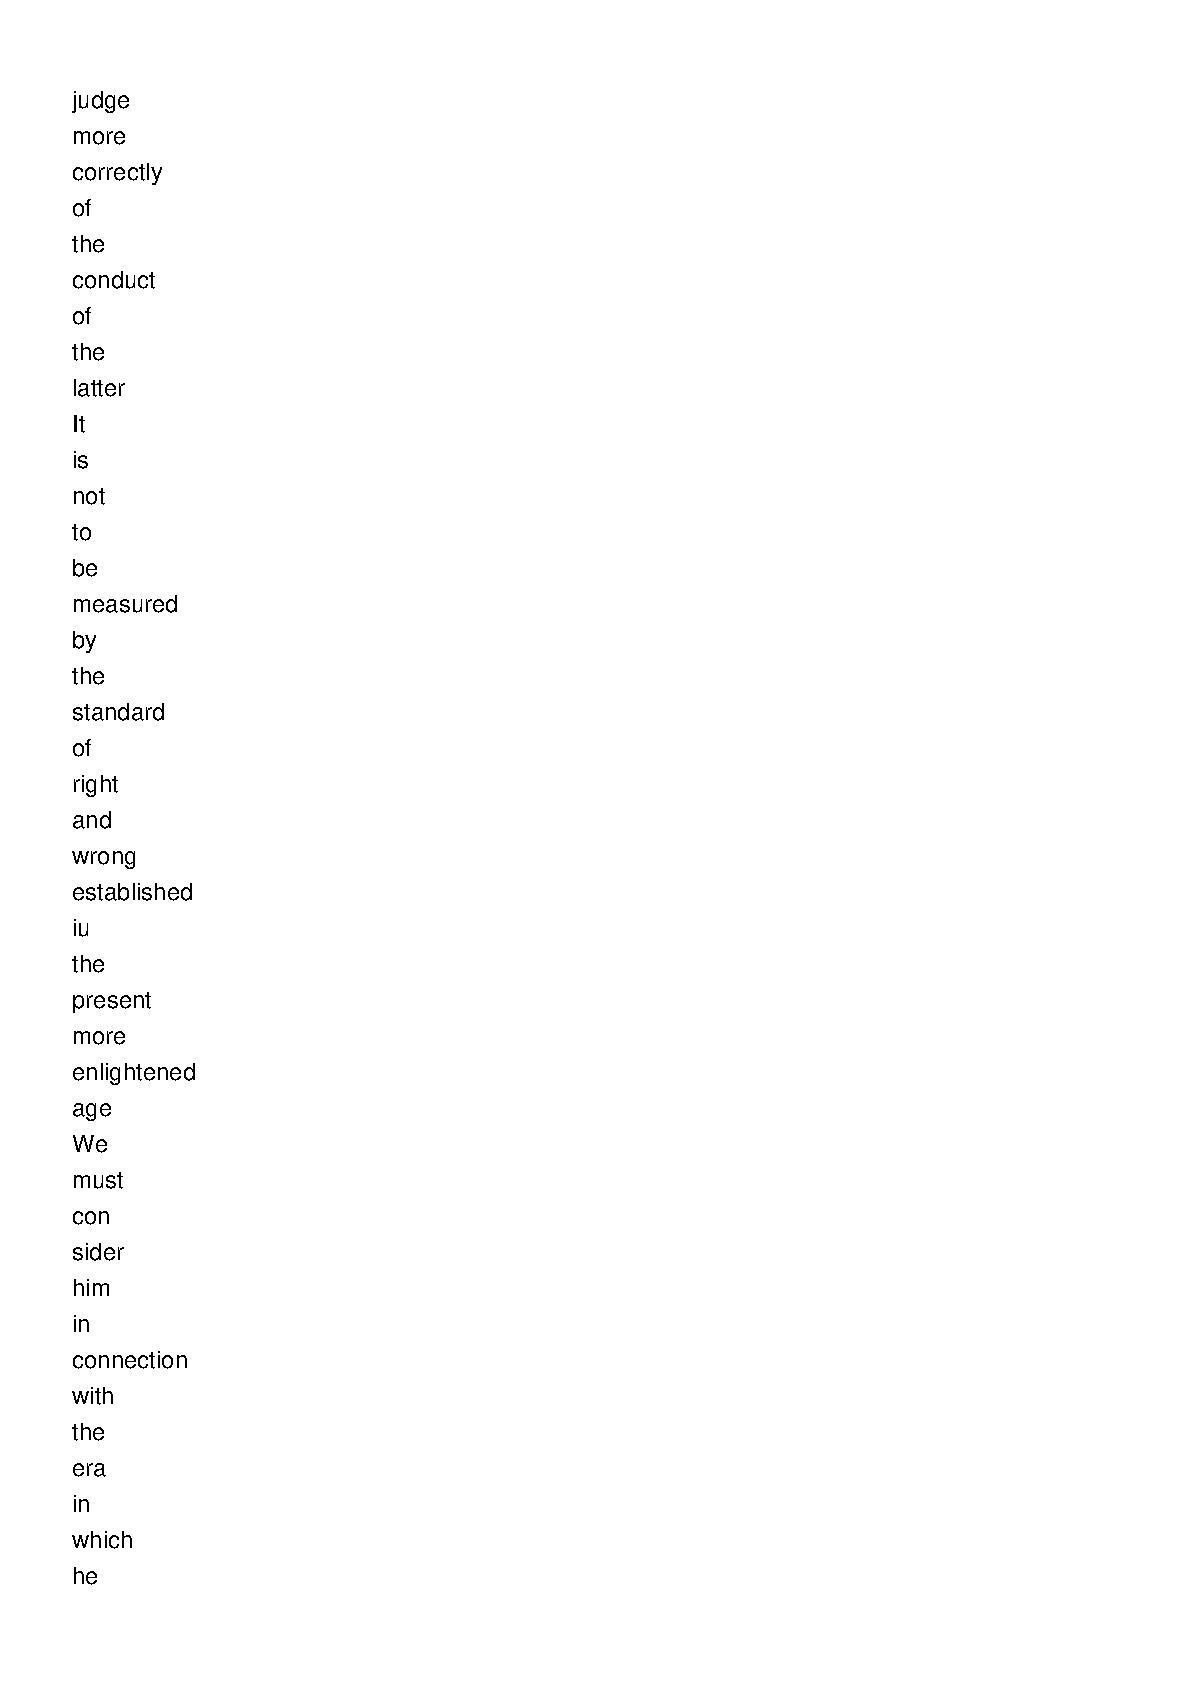 judge
more
correctly
of
the
conduct
of
the
latter
It
is
not
to
be
measured
by
the
standard
of
right
and
wrong
established
iu
the
present
more
enlightened
age
We
must
con
sider
him
in
connection
with
the
era
in
which
he